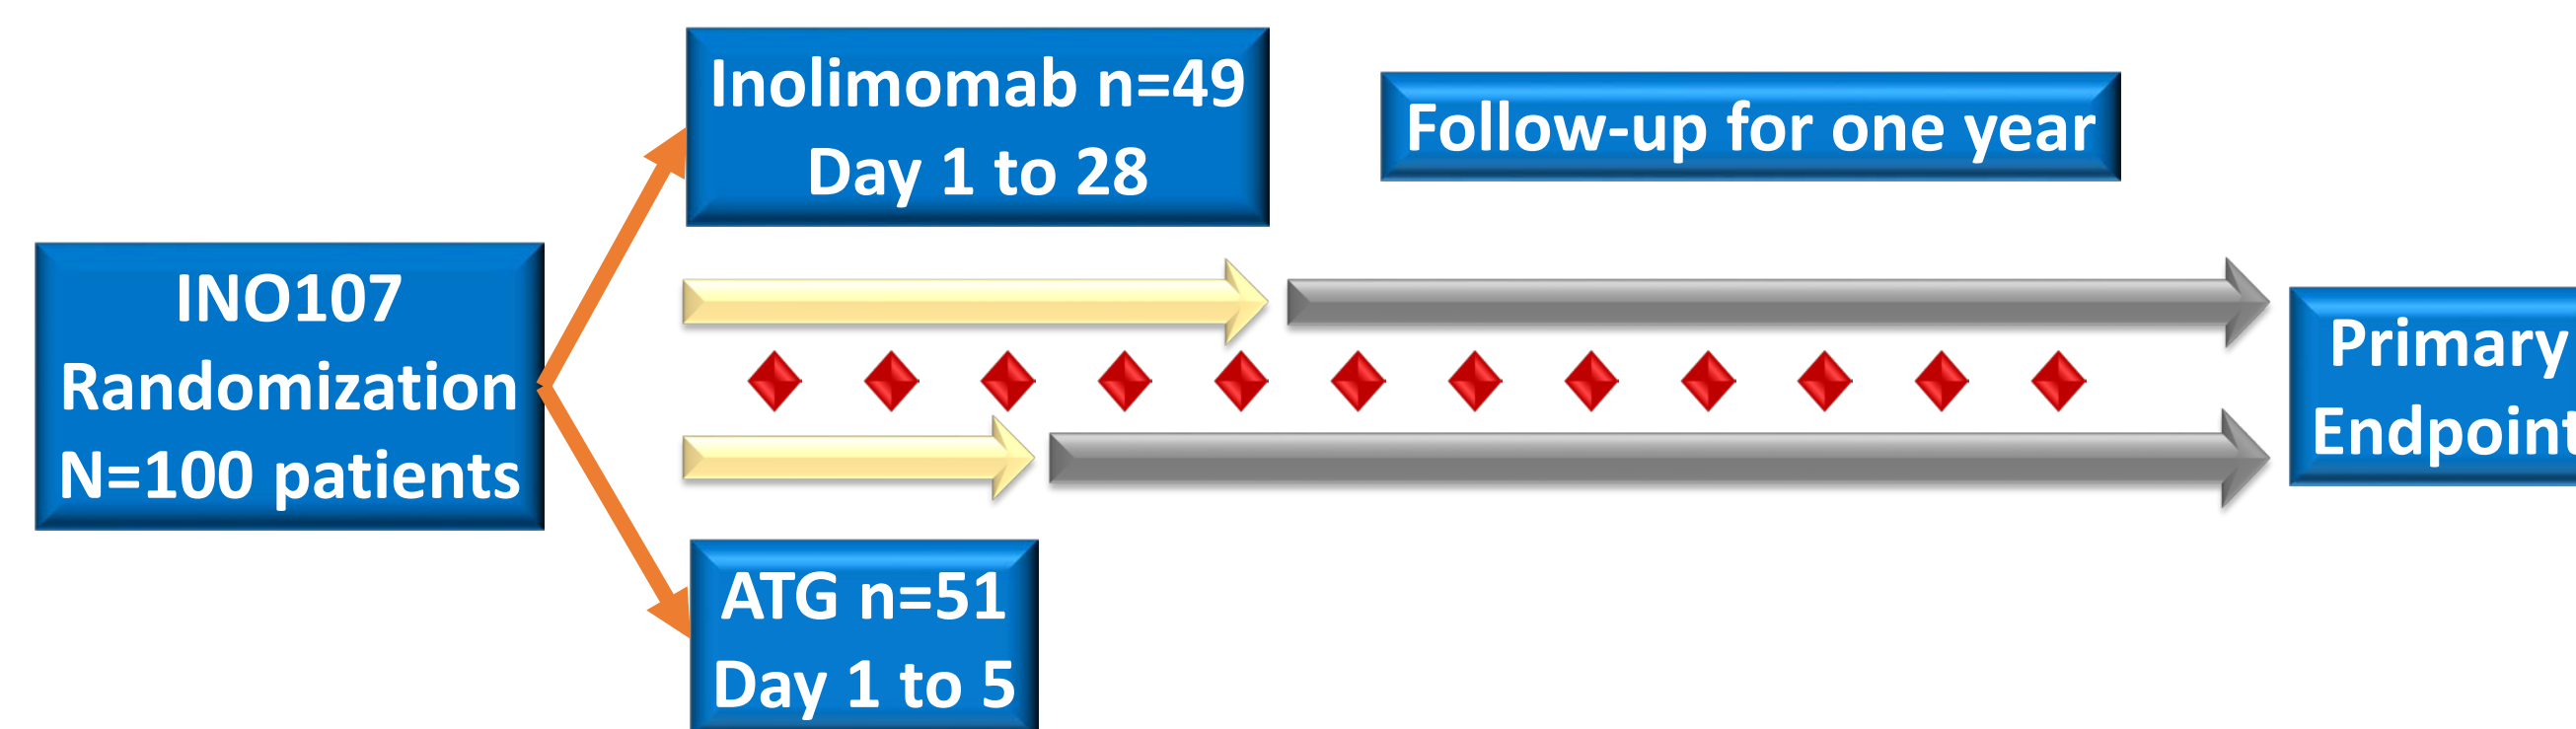 INO107
Randomization
N=100 patients
Inolimomab n=49
Day 1 to 28
Follow-up for one year
ATG n=51
Day 1 to 5
Primary
Endpoint